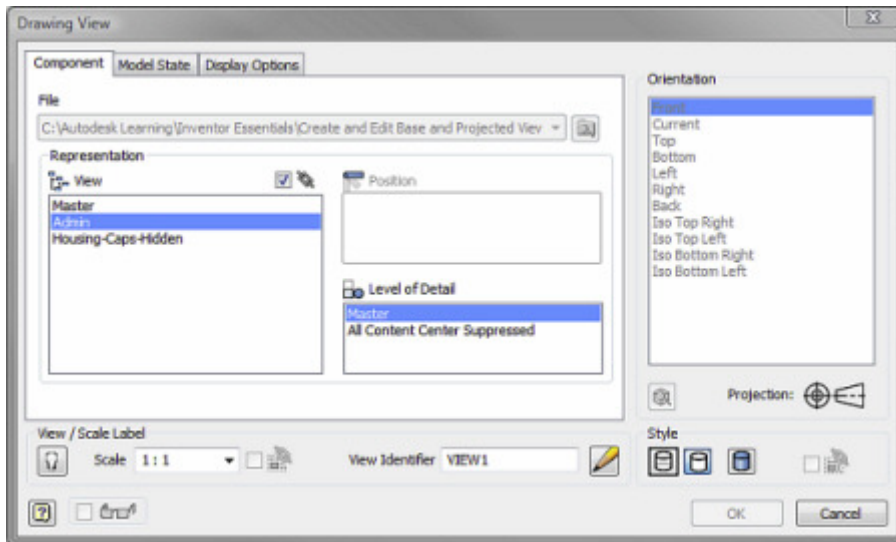 Drawing View
Component Model State Display Options
File
C:\Autodesk Learning\Inventor Essentials\Create and Edit Base and Projected Viev
Representation
View
Master
Admin
Housing-Caps-Hidden
Position
Level of Detail
Master
All Content Center Suppressed
Orientation
Front
Current
Top
Bottom
Left
Right
Back
Iso Top Right
Iso Top Left
Iso Bottom Right
Iso Bottom Left
Projection:
View / Scale Label
Scale 1 : 1
View Identifier VIEW1
Style
OK Cancel